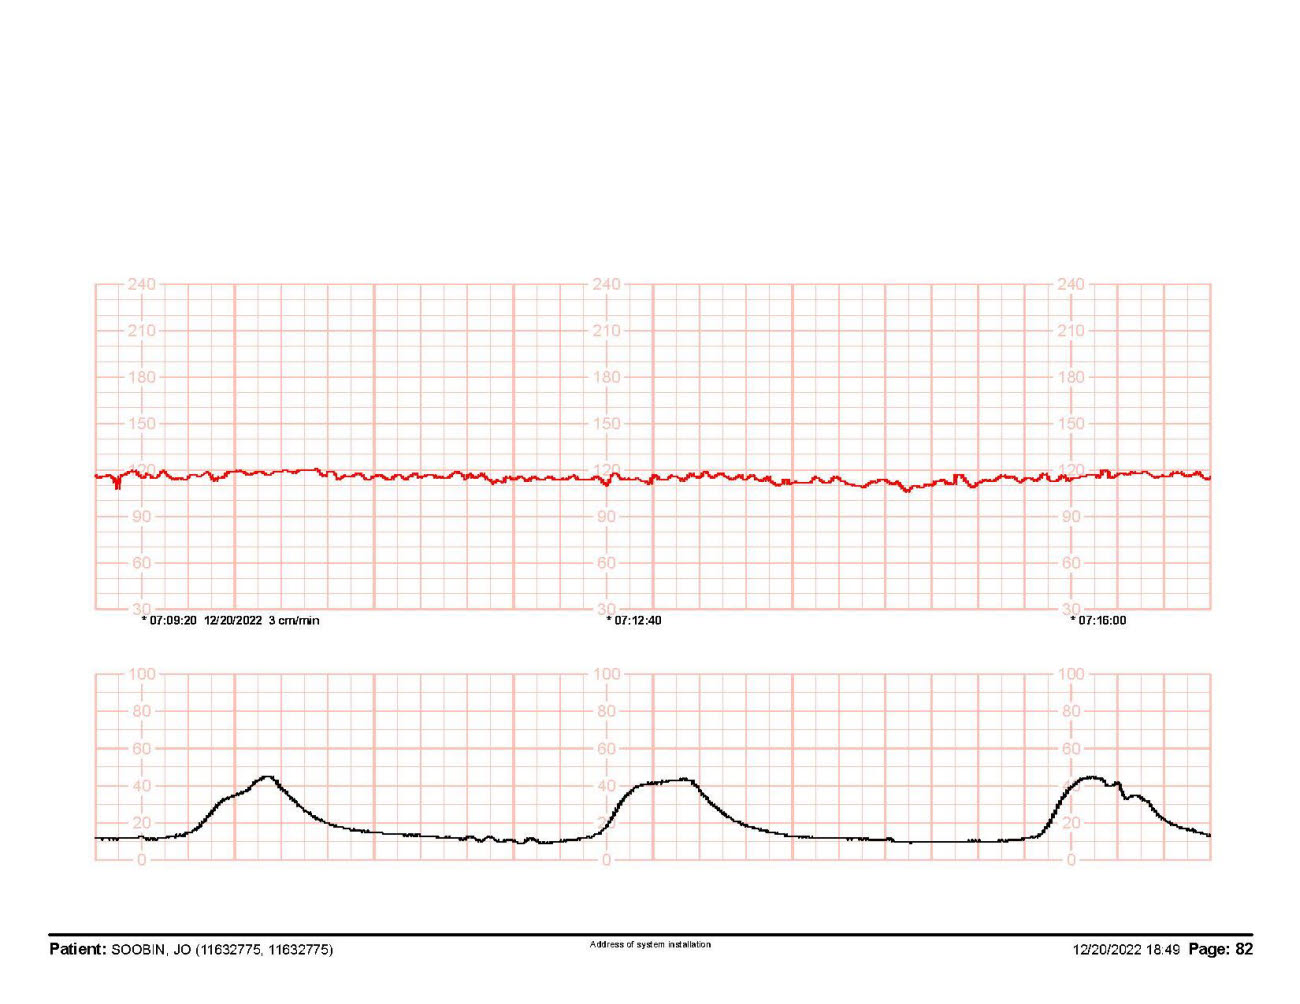 240 240 240
210 210 210
180 180 180
150 150 150
120 120 120
90 90 90
60 60 60
30 30 30
* 07:09:20 12/20/2022 3 cm/min * 07:12:40 * 07:16:00
100 100 100
80 80 80
60 60 60
40 40 40
20 20 20
0 0 0
Patient: SOOBIN, JO (11632775, 11632775) Address of system installation 12/20/2022 18:49 Page: 82